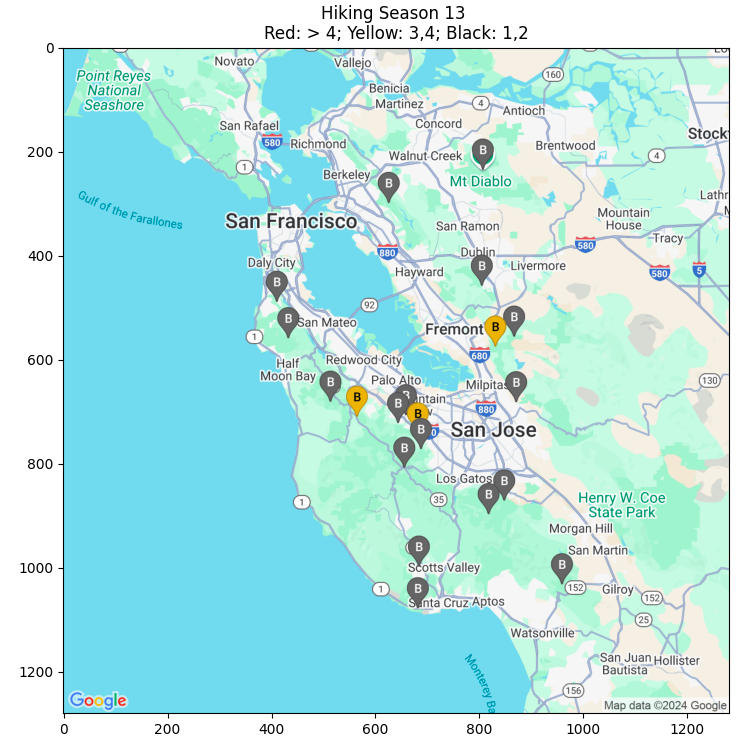 Hiking Season 13
Red: > 4; Yellow: 3,4; Black: 1,2
0
200
400
600
800
1000
1200
0
200
400
600
800
1000
1200
Point Reyes
National
Seashore
Novato
Vallejo
160
Benicia
Martinez
4
Antioch
San Rafael
580
Richmond
Concord
Stockt
Brentwood
4
1
Walnut Creek
B
Berkeley
B
Mt Diablo
Lathr
Gulf of the Farallones
San Francisco
Mountain
House
San Ramon
Tracy
580
880
Dublin
Daly City
Hayward
B
Livermore
580
5
B
92
B
San Mateo
B
Fremont
B
1
680
Half
Moon Bay
Redwood City
Palo Alto
B
Milpitas
B
130
B
B
B
B
880
B
San Jose
B
Los Gatos
B
B
35
1
Henry W. Coe
State Park
Morgan Hill
B
San Martin
B
Scotts Valley
1
B
Santa Cruz
Aptos
152
Gilroy
152
25
Watsonville
San Juan
Bautista
Hollister
Monterey Ba
156
Google
Map data ©2024 Google